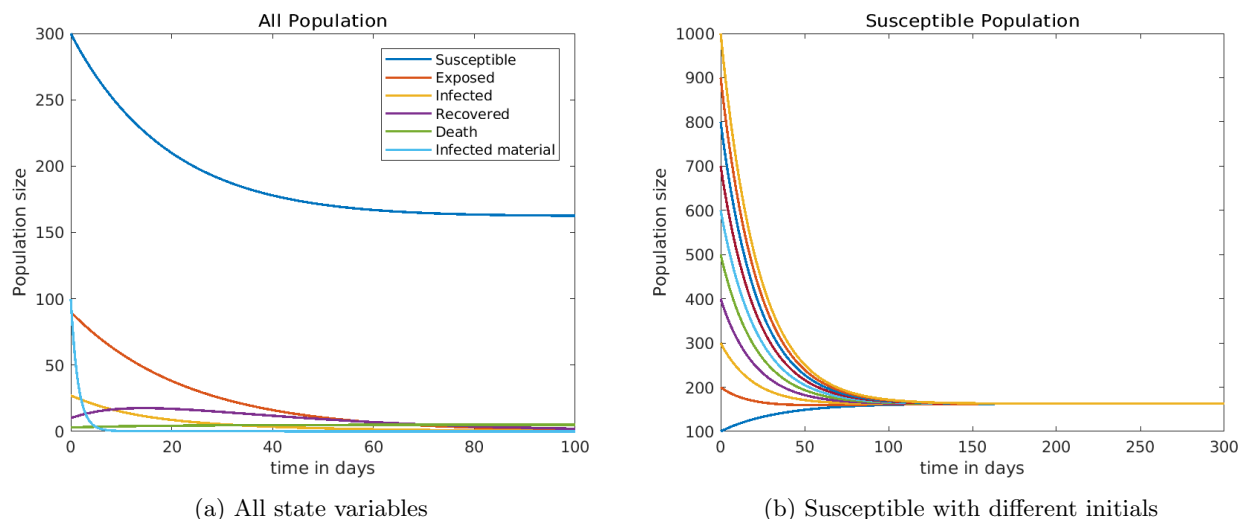 All Population
300
250
200
150
100
50
0
Population size
0 20 40 60 80 100
time in days
Susceptible
Exposed
Infected
Recovered
Death
Infected material
(a) All state variables
Susceptible Population
1000
900
800
700
600
500
400
300
200
100
Population size
0 50 100 150 200 250 300
time in days
(b) Susceptible with different initials